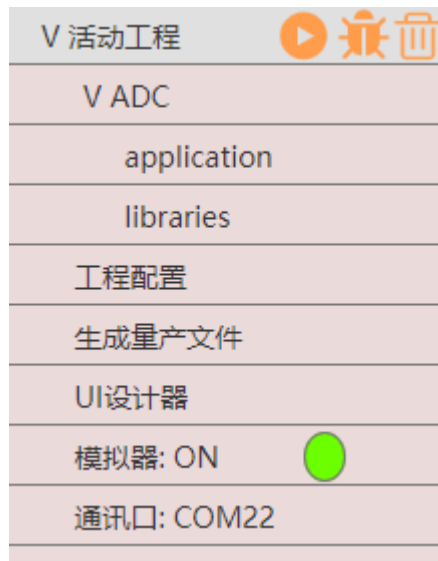 V 活动工程
V ADC
application
libraries
工程配置
生成量产文件
UI设计器
模拟器: ON
通讯口: COM22